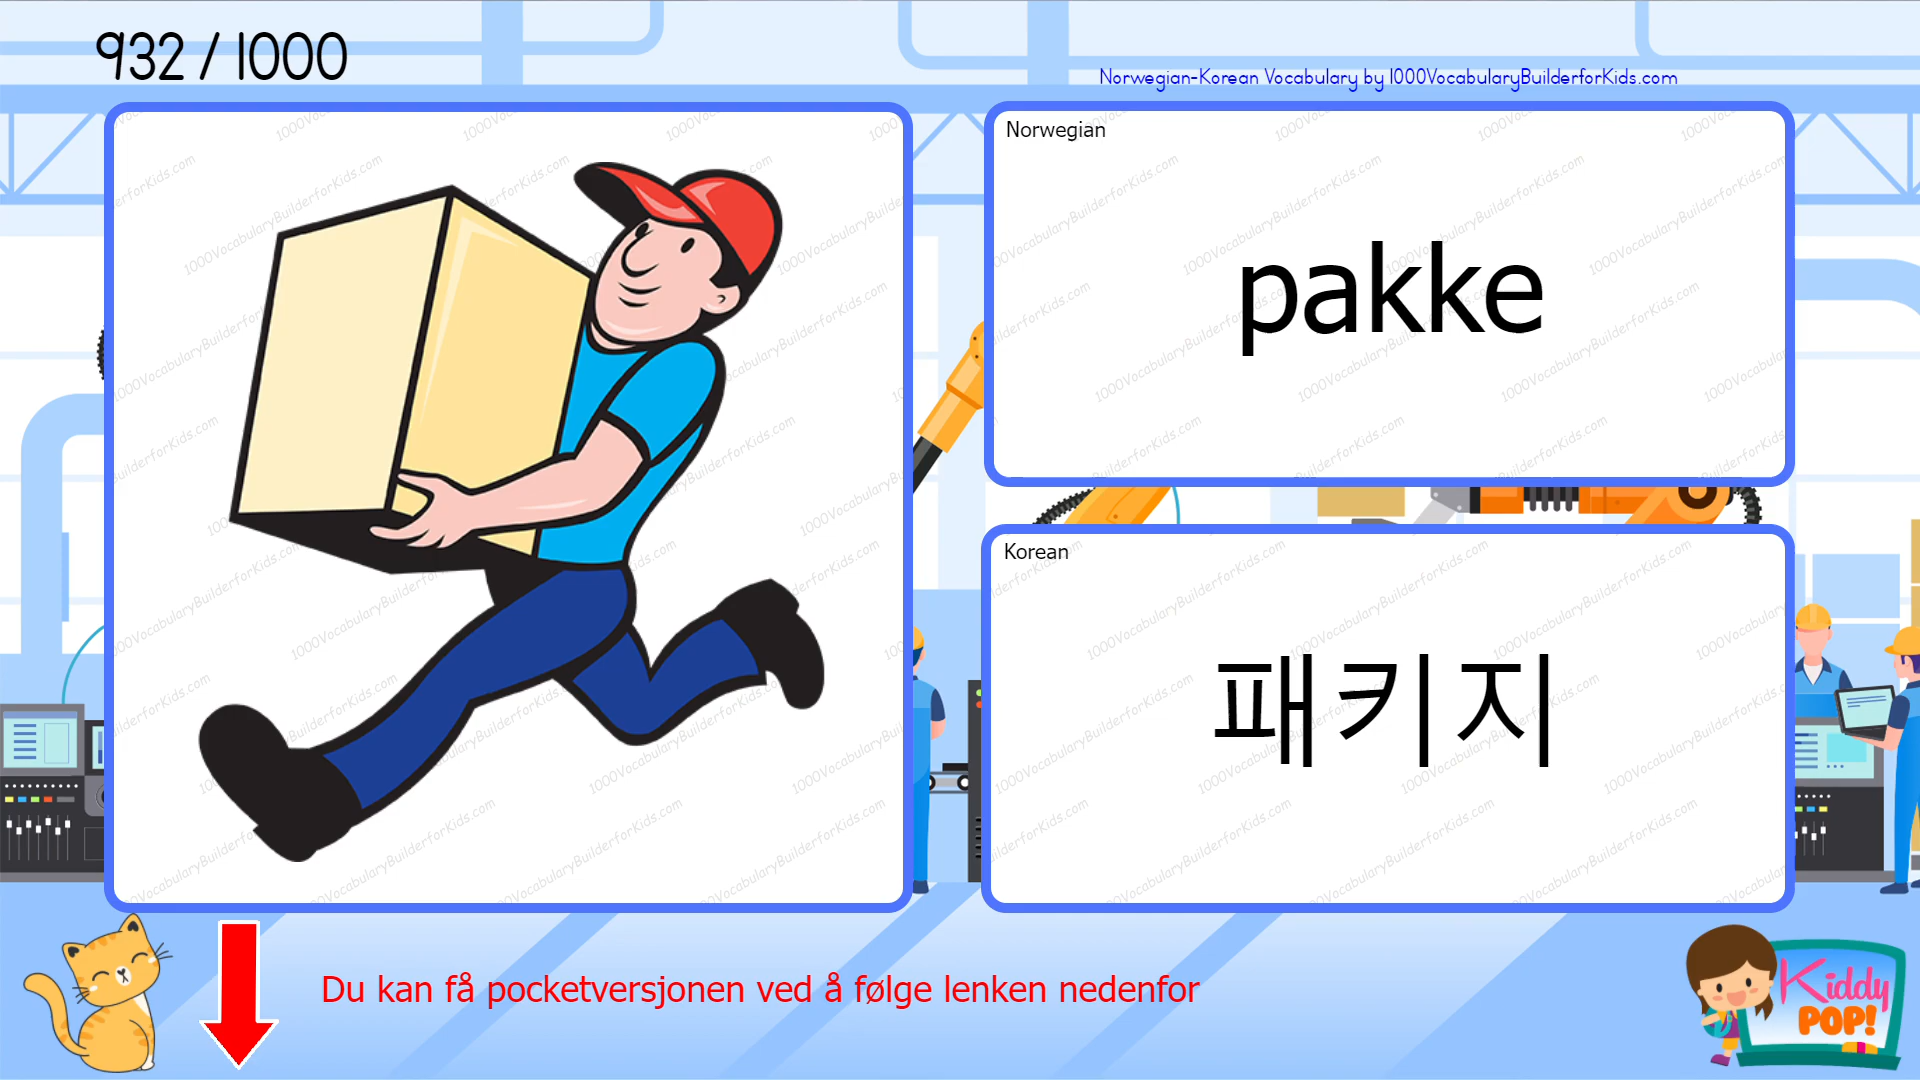 932 / 1000
Norwegian-Korean Vocabulary by 1000VocabularyBuilderforKids.com
Norwegian
pakke
Korean
패키지
Du kan få pocketversjonen ved å følge lenken nedenfor
Kiddy
POP!